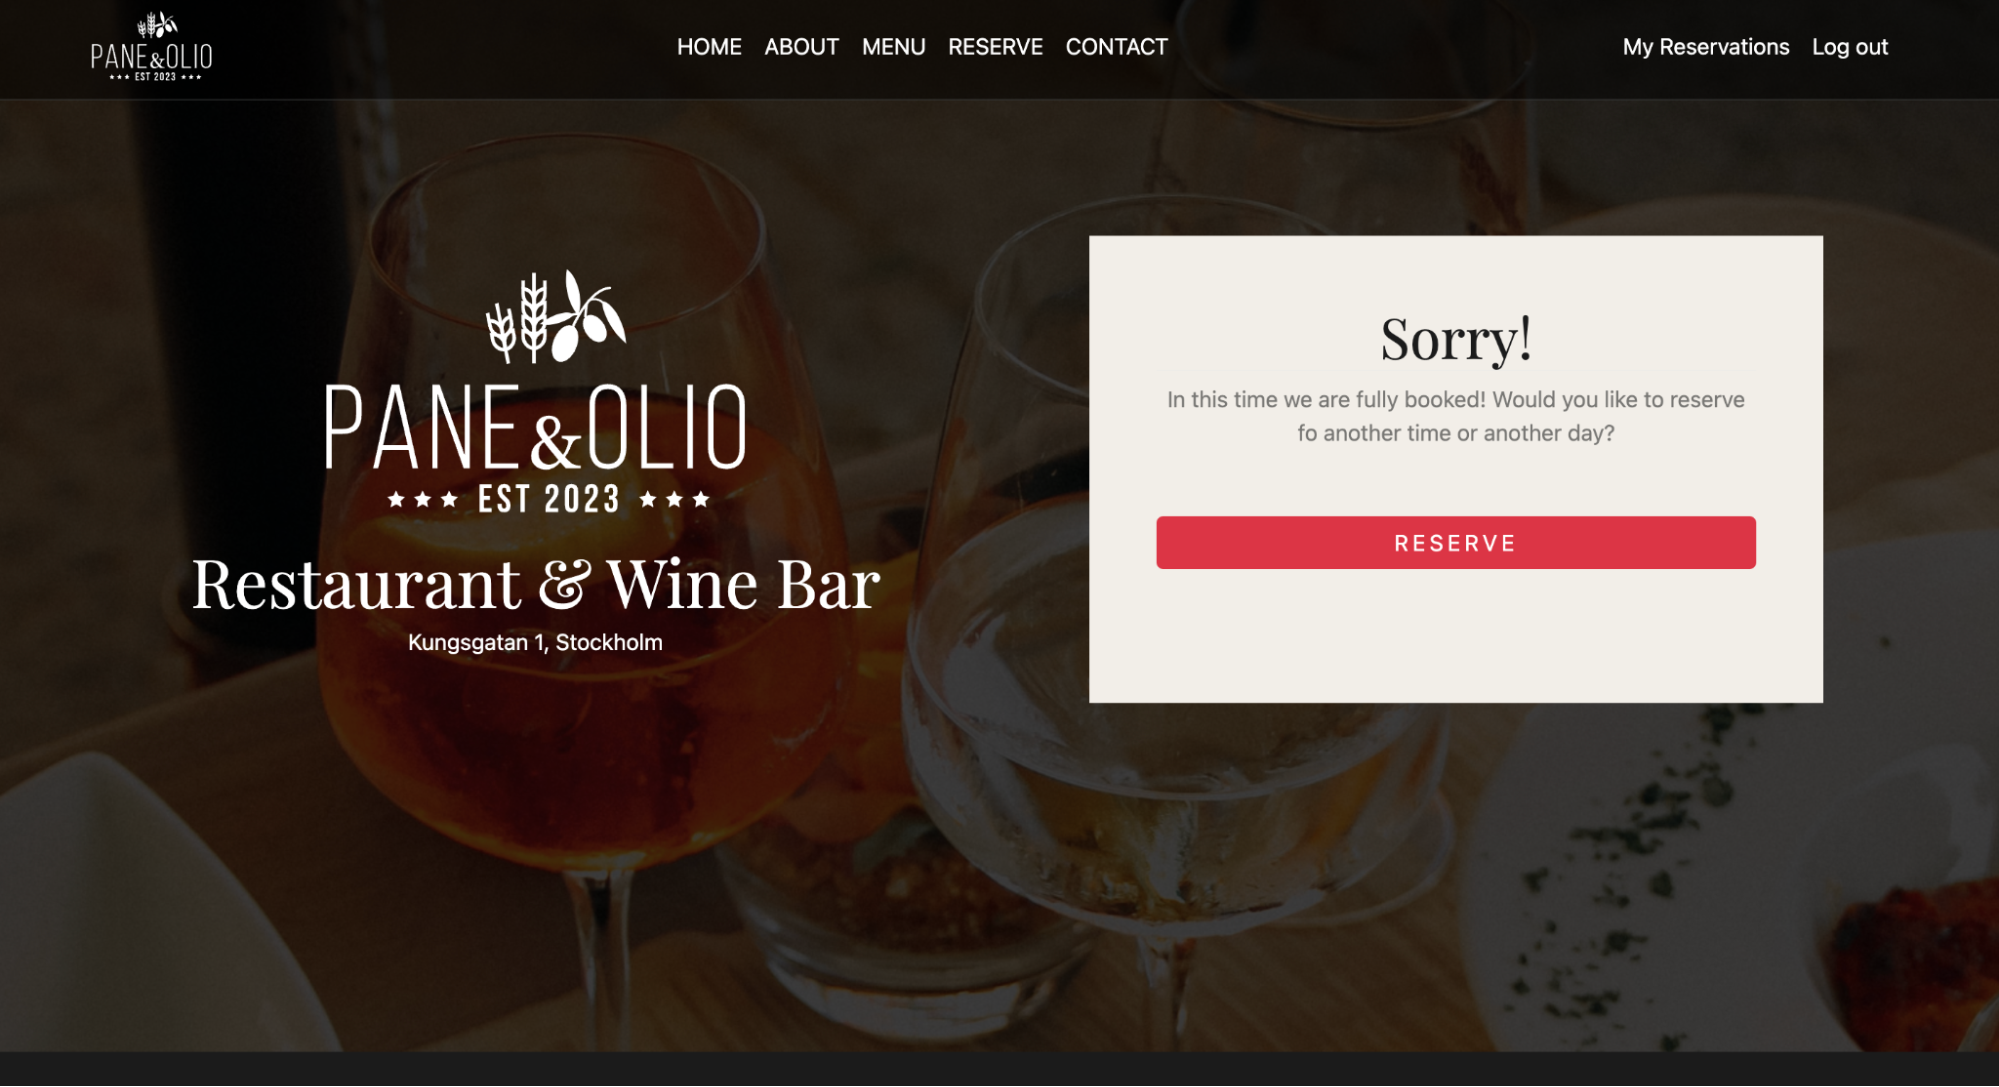 PANE&OLIO
*** EST 2023 ***
HOME ABOUT MENU RESERVE CONTACT
My Reservations Log out
PANE&OLIO
★★★ EST 2023 ★★★
Restaurant & Wine Bar
Kungsgatan 1, Stockholm
Sorry!
In this time we are fully booked! Would you like to reserve
fo another time or another day?
RESERVE